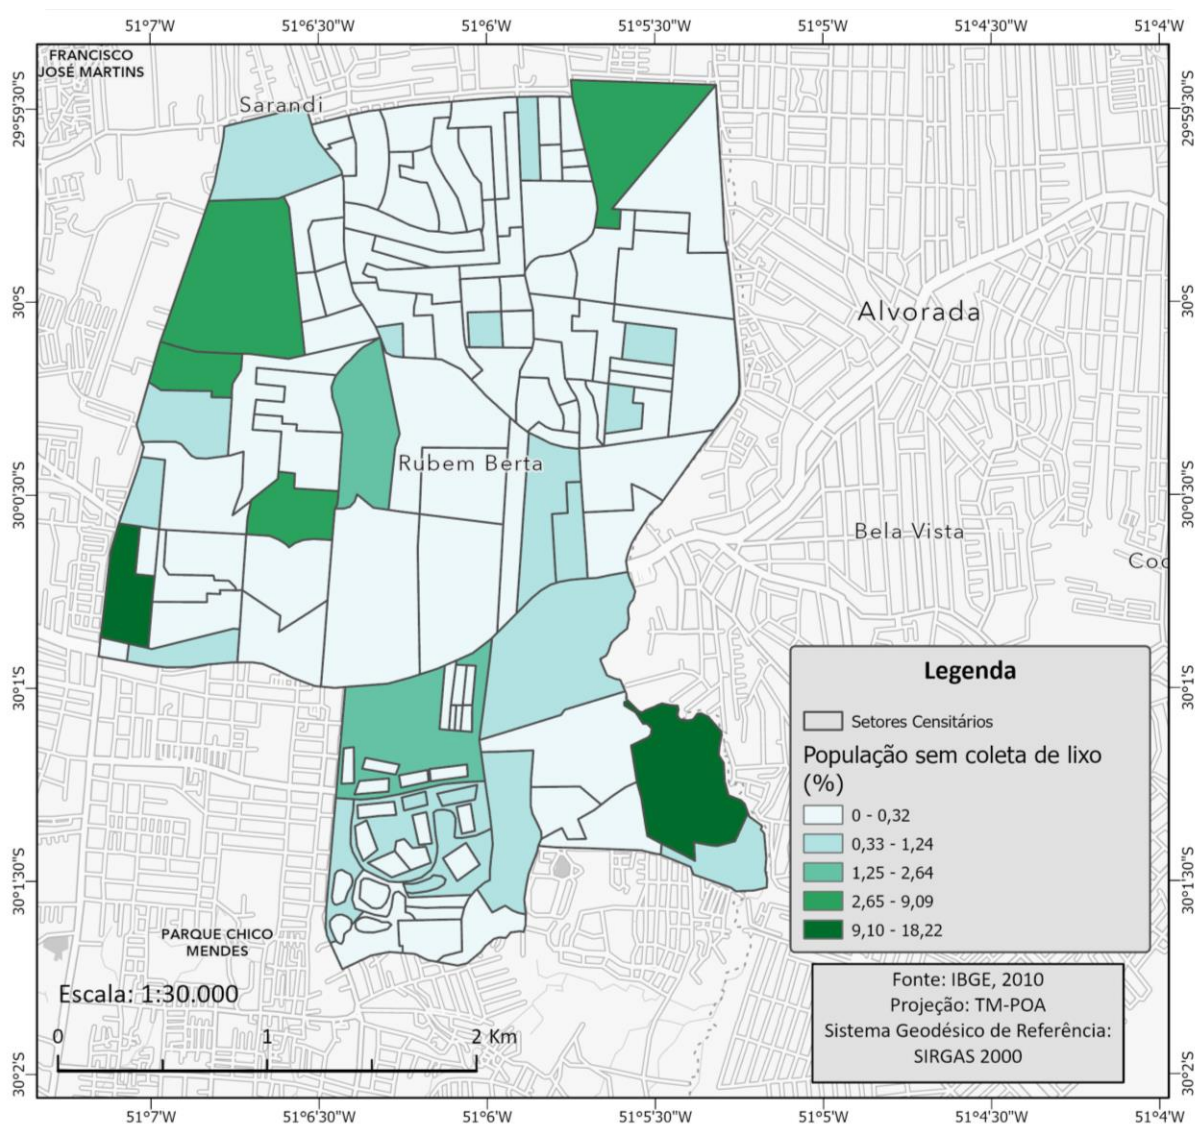 51°7'W 51°6'30"W 51°6'W 51°5'30"W 51°5'W 51°4'30"W 51°4'W
FRANCISCO
JOSÉ MARTINS
Sarandi
29°59'30"S 29°59'30"S
30°S 30°S
Alvorada
Rubem Berta
30°0'30"S 30°0'30"S
Bela Vista
Coc
30°1'S 30°1'S
Legenda
Setores Censitários
População sem coleta de lixo
(%)
0 - 0,32
0,33 - 1,24
1,25 - 2,64
2,65 - 9,09
9,10 - 18,22
30°1'30"S 30°1'30"S
PARQUE CHICO
MENDES
Escala: 1:30.000
0 1 2 Km
Fonte: IBGE, 2010
Projeção: TM-POA
Sistema Geodésico de Referência:
SIRGAS 2000
30°2'S 30°2'S
51°7'W 51°6'30"W 51°6'W 51°5'30"W 51°5'W 51°4'30"W 51°4'W